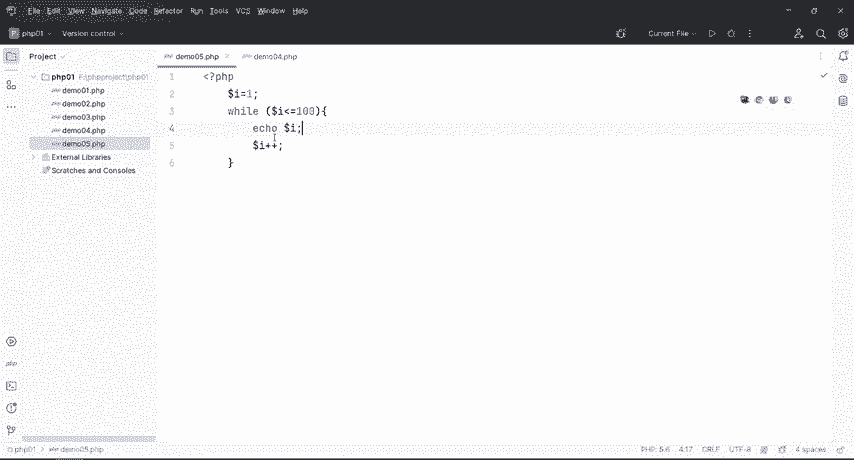 File Edit View Navigate Code Refactor Run Tools VCS Window Help
P php01 Version control Current File
Project
php01 F:\phpproject\php01
demo01.php
demo02.php
demo03.php
demo04.php
demo05.php
External Libraries
Scratches and Consoles
php
demo05.php demo04.php
1 <?php
2 $i=1;
3 while ($i<=100){
4 echo $i;
5 $i++;
6 }
php01 > demo05.php PHP: 5.6 4:17 CRLF UTF-8 4 spaces